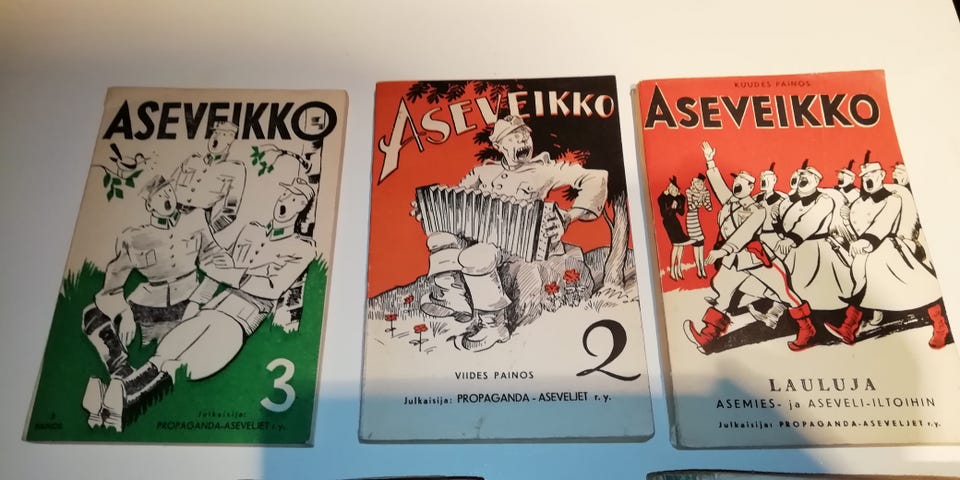 ASEVEIKKO
3
Julkaisija:
PROPAGANDA-ASEVELJET r.y.
PAINOS
ASEVEIKKO
2
VIIDES PAINOS
Julkaisija: PROPAGANDA-ASEVELJET r.y.
KUUDES PAINOS
ASEVEIKKO
LAULUJA
ASEMIES- ja ASEVELI-ILTOIHIN
Julkaisija: PROPAGANDA-ASEVELJET r.y.